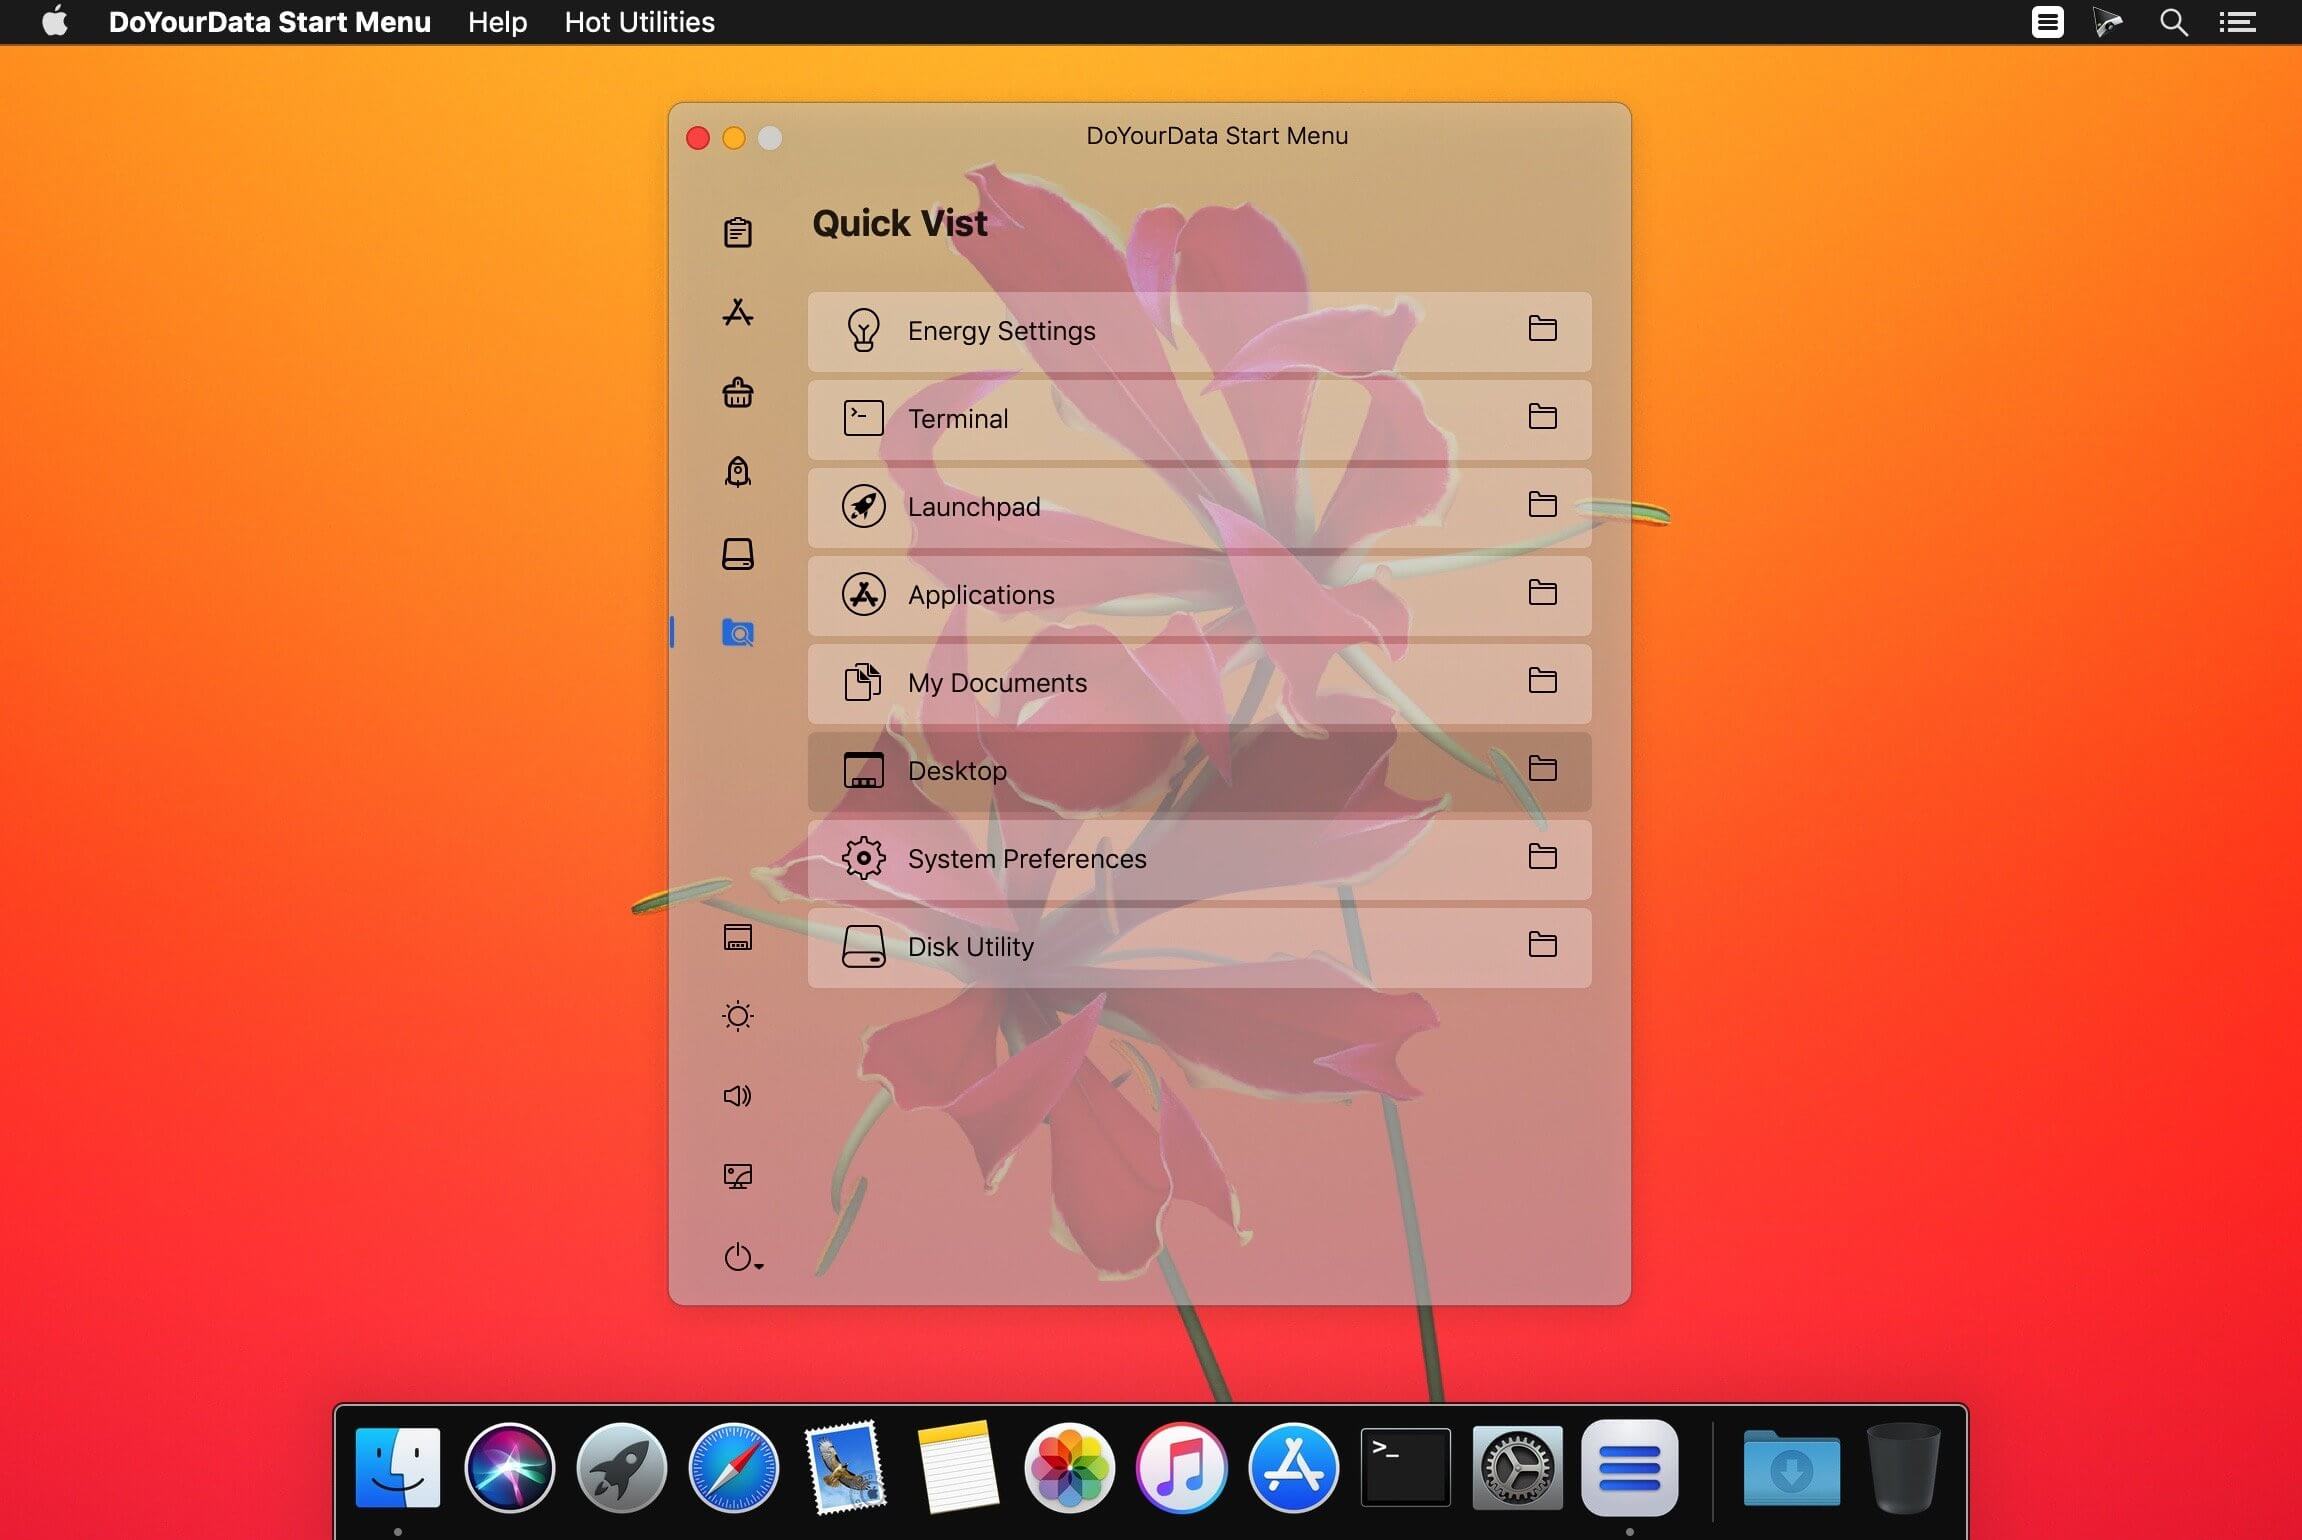 DoYourData Start Menu Help Hot Utilities
DoYourData Start Menu
Quick Vist
Energy Settings
Terminal
Launchpad
Applications
My Documents
Desktop
System Preferences
Disk Utility